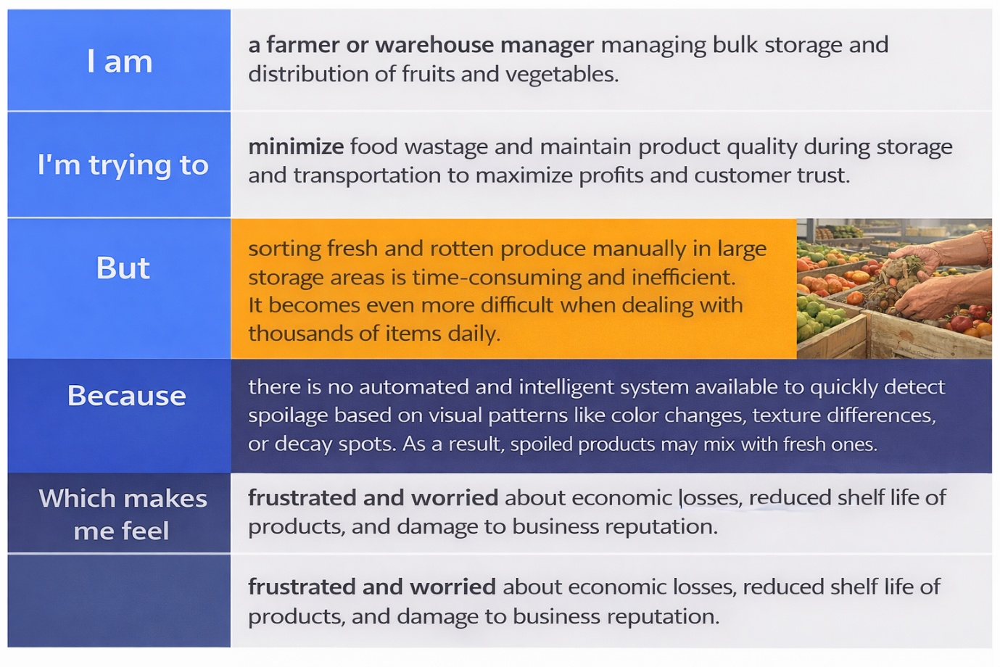 I am
a farmer or warehouse manager managing bulk storage and
distribution of fruits and vegetables.
I'm trying to
minimize food wastage and maintain product quality during storage
and transportation to maximize profits and customer trust.
But
sorting fresh and rotten produce manually in large
storage areas is time-consuming and inefficient.
It becomes even more difficult when dealing with
thousands of items daily.
Because
there is no automated and intelligent system available to quickly detect
spoilage based on visual patterns like color changes, texture differences,
or decay spots. As a result, spoiled products may mix with fresh ones.
Which makes
me feel
frustrated and worried about economic losses, reduced shelf life of
products, and damage to business reputation.
frustrated and worried about economic losses, reduced shelf life of
products, and damage to business reputation.